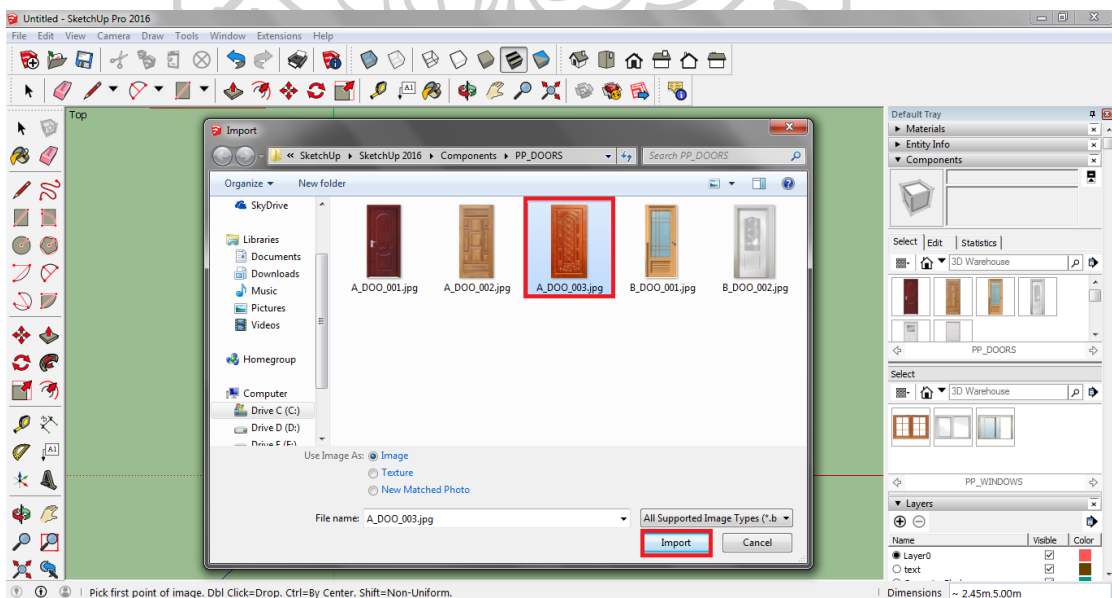 Untitled - SketchUp Pro 2016
File Edit View Camera Draw Tools Window Extensions Help
A1
Top
Import
« SketchUp ▸ SketchUp 2016 ▸ Components ▸ PP_DOORS
Search PP_DOORS
Organize
New folder
SkyDrive
Libraries
Documents
Downloads
Music
Pictures
Videos
Homegroup
Computer
Drive C (C:)
Drive D (D:)
Drive E (E:)
A_DOO_001.jpg
A_DOO_002.jpg
A_DOO_003.jpg
B_DOO_001.jpg
B_DOO_002.jpg
Use Image As: Image
Texture
New Matched Photo
File name: A_DOO_003.jpg
All Supported Image Types (*.b
Import
Cancel
A1
Default Tray
Materials
Entity Info
Components
Select Edit Statistics
3D Warehouse
PP_DOORS
Select
3D Warehouse
PP_WINDOWS
Layers
Name Visible Color
Layer0
text
Pick first point of image. Dbl Click=Drop. Ctrl=By Center. Shift=Non-Uniform.
Dimensions ~ 2.45m,5.00m